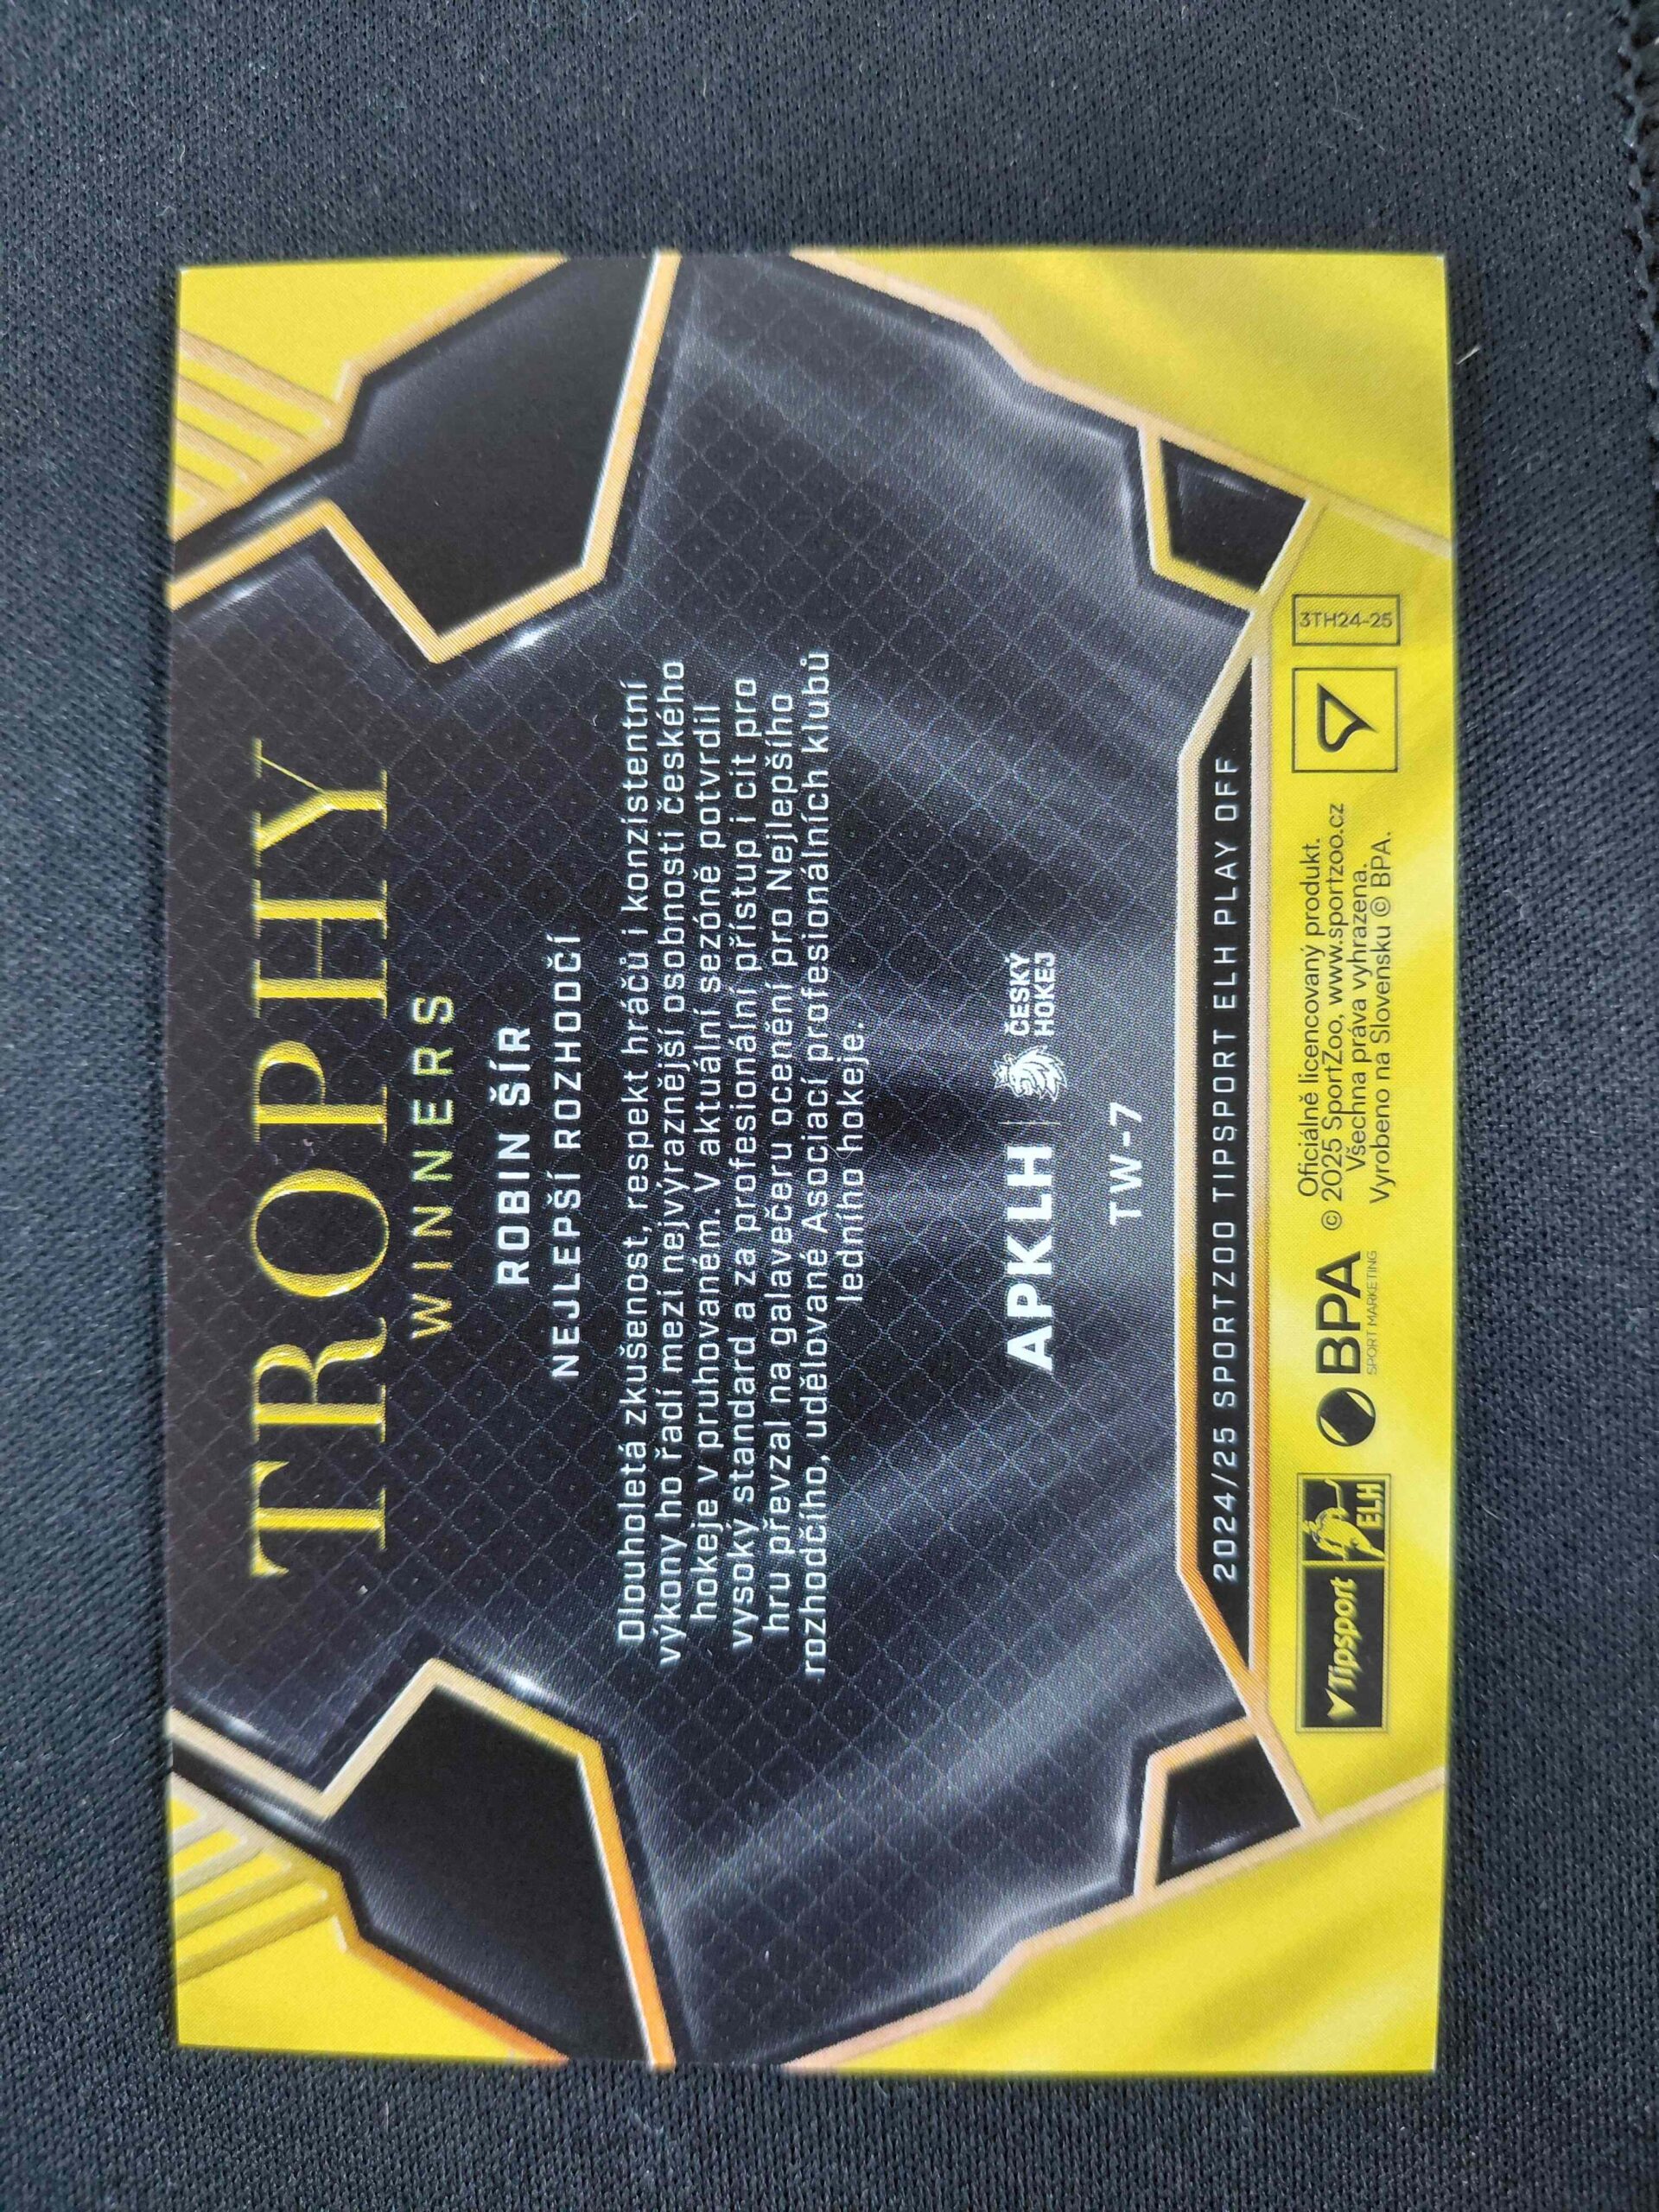 TROPHY
WINNERS
ROBIN ŠÍR
NEJLEPŠÍ ROZHODČÍ
Dlouholetá zkušenost, respekt hráčů i konzistentní
výkony ho řadí mezi nejvýraznější osobnosti českého
hokeje v pruhovaném. V aktuální sezóně potvrdil
vysoký standard a za profesionální přístup i cit pro
hru převzal na galavečeru ocenění pro Nejlepšího
rozhodčího, udělované Asociací profesionálních klubů
ledního hokeje.
APKLH
ČESKÝ
HOKEJ
TW-7
2024/25 SPORTZOO TIPSPORT ELH PLAY OFF
Tipsport
ELH
BPA
SPORT MARKETING
Oficiálně licencovaný produkt.
© 2025 SportZoo, www.sportzoo.cz
Všechna práva vyhrazena.
Vyrobeno na Slovensku © BPA.
3TH24-25